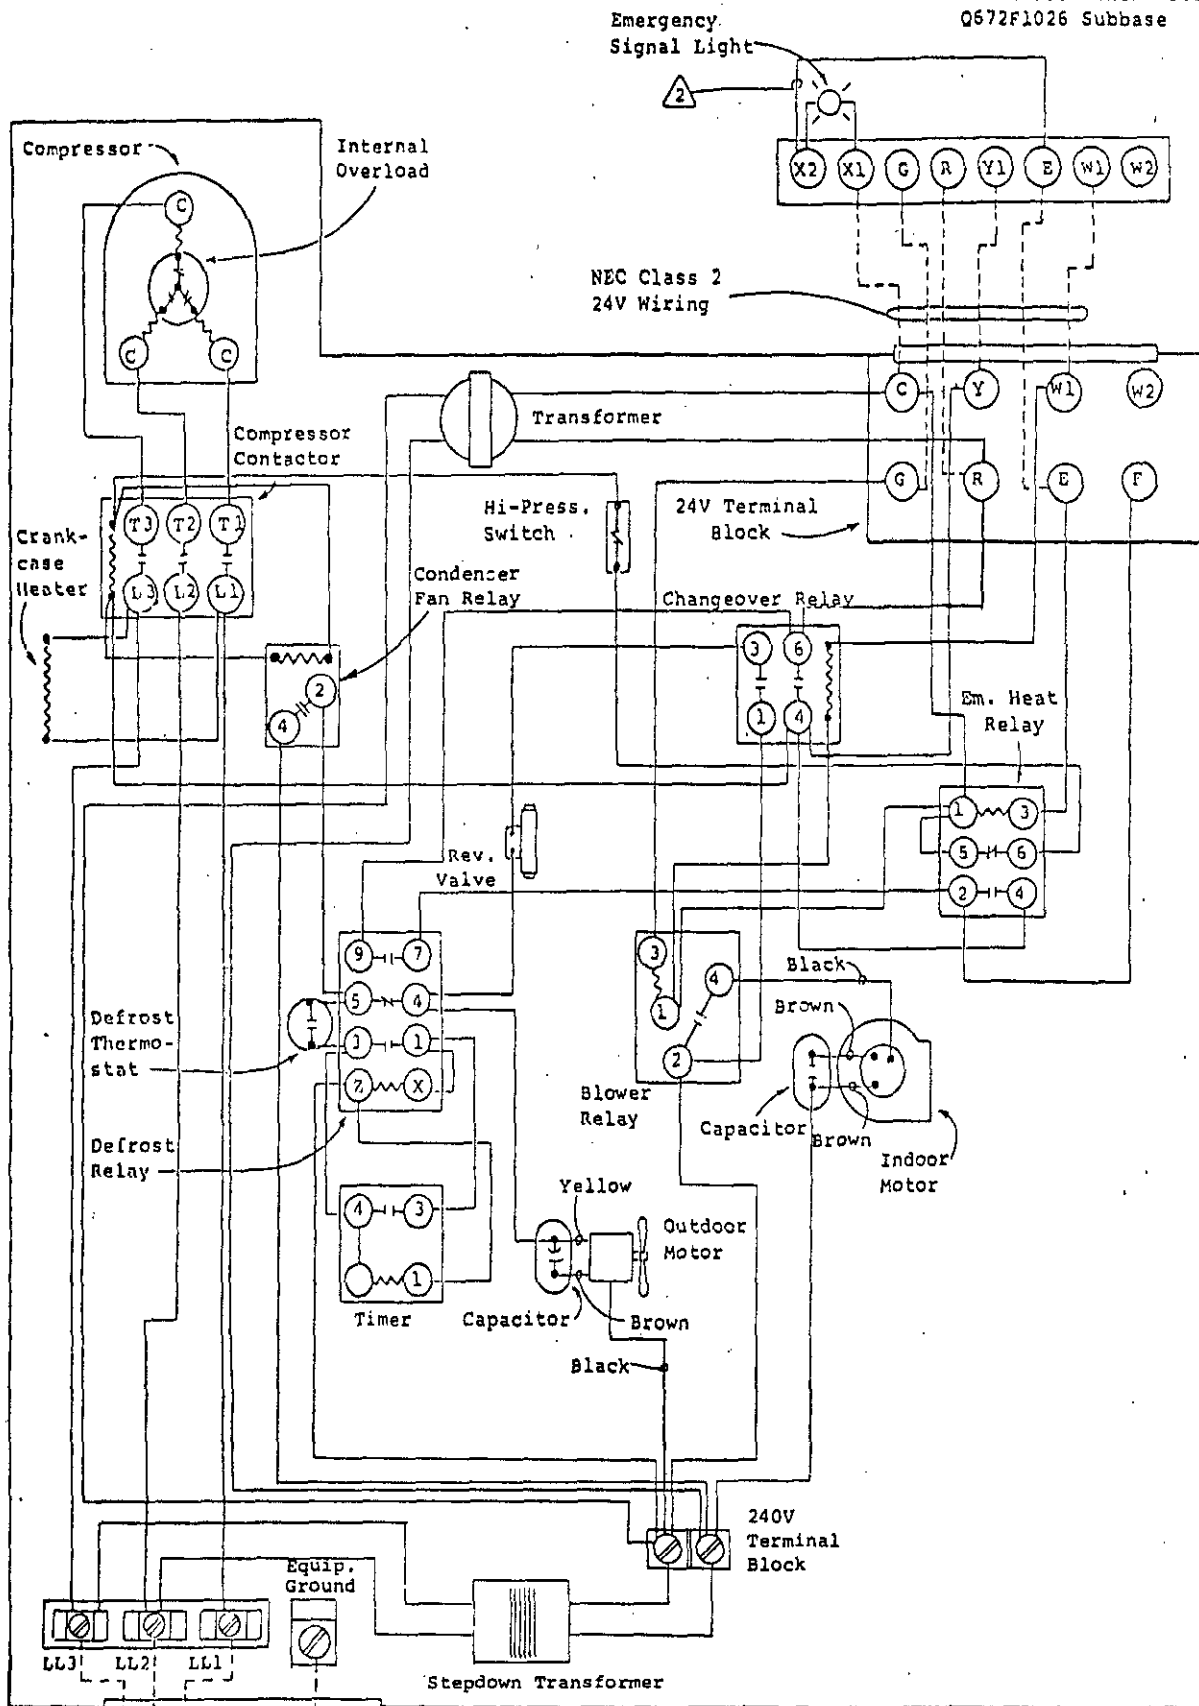 Q672F1026 Subbase
Emergency
Signal Light
2
X2 X1 G R Y1 E W1 W2
Compressor
Internal
Overload
C
C C
NEC Class 2
24V Wiring
C Y W1 W2
Transformer
Compressor
Contactor
G R E F
24V Terminal
Block
Hi-Press.
Switch
T3 T2 T1
L3 L2 L1
Crank-
case
Heater
Condenser
Fan Relay
2
4
Changeover Relay
3 6
1 4
Em. Heat
Relay
1 3
5 6
2 4
Rev.
Valve
9 7
5 4
3 1
Z X
Defrost
Thermo-
stat
Defrost
Relay
3
4
1
2
Blower
Relay
Black
Brown
Capacitor
Brown
Indoor
Motor
4 3
1
Timer
Yellow
Outdoor
Motor
Capacitor
Brown
Black
240V
Terminal
Block
Equip.
Ground
LL3 LL2 LL1
Stepdown Transformer